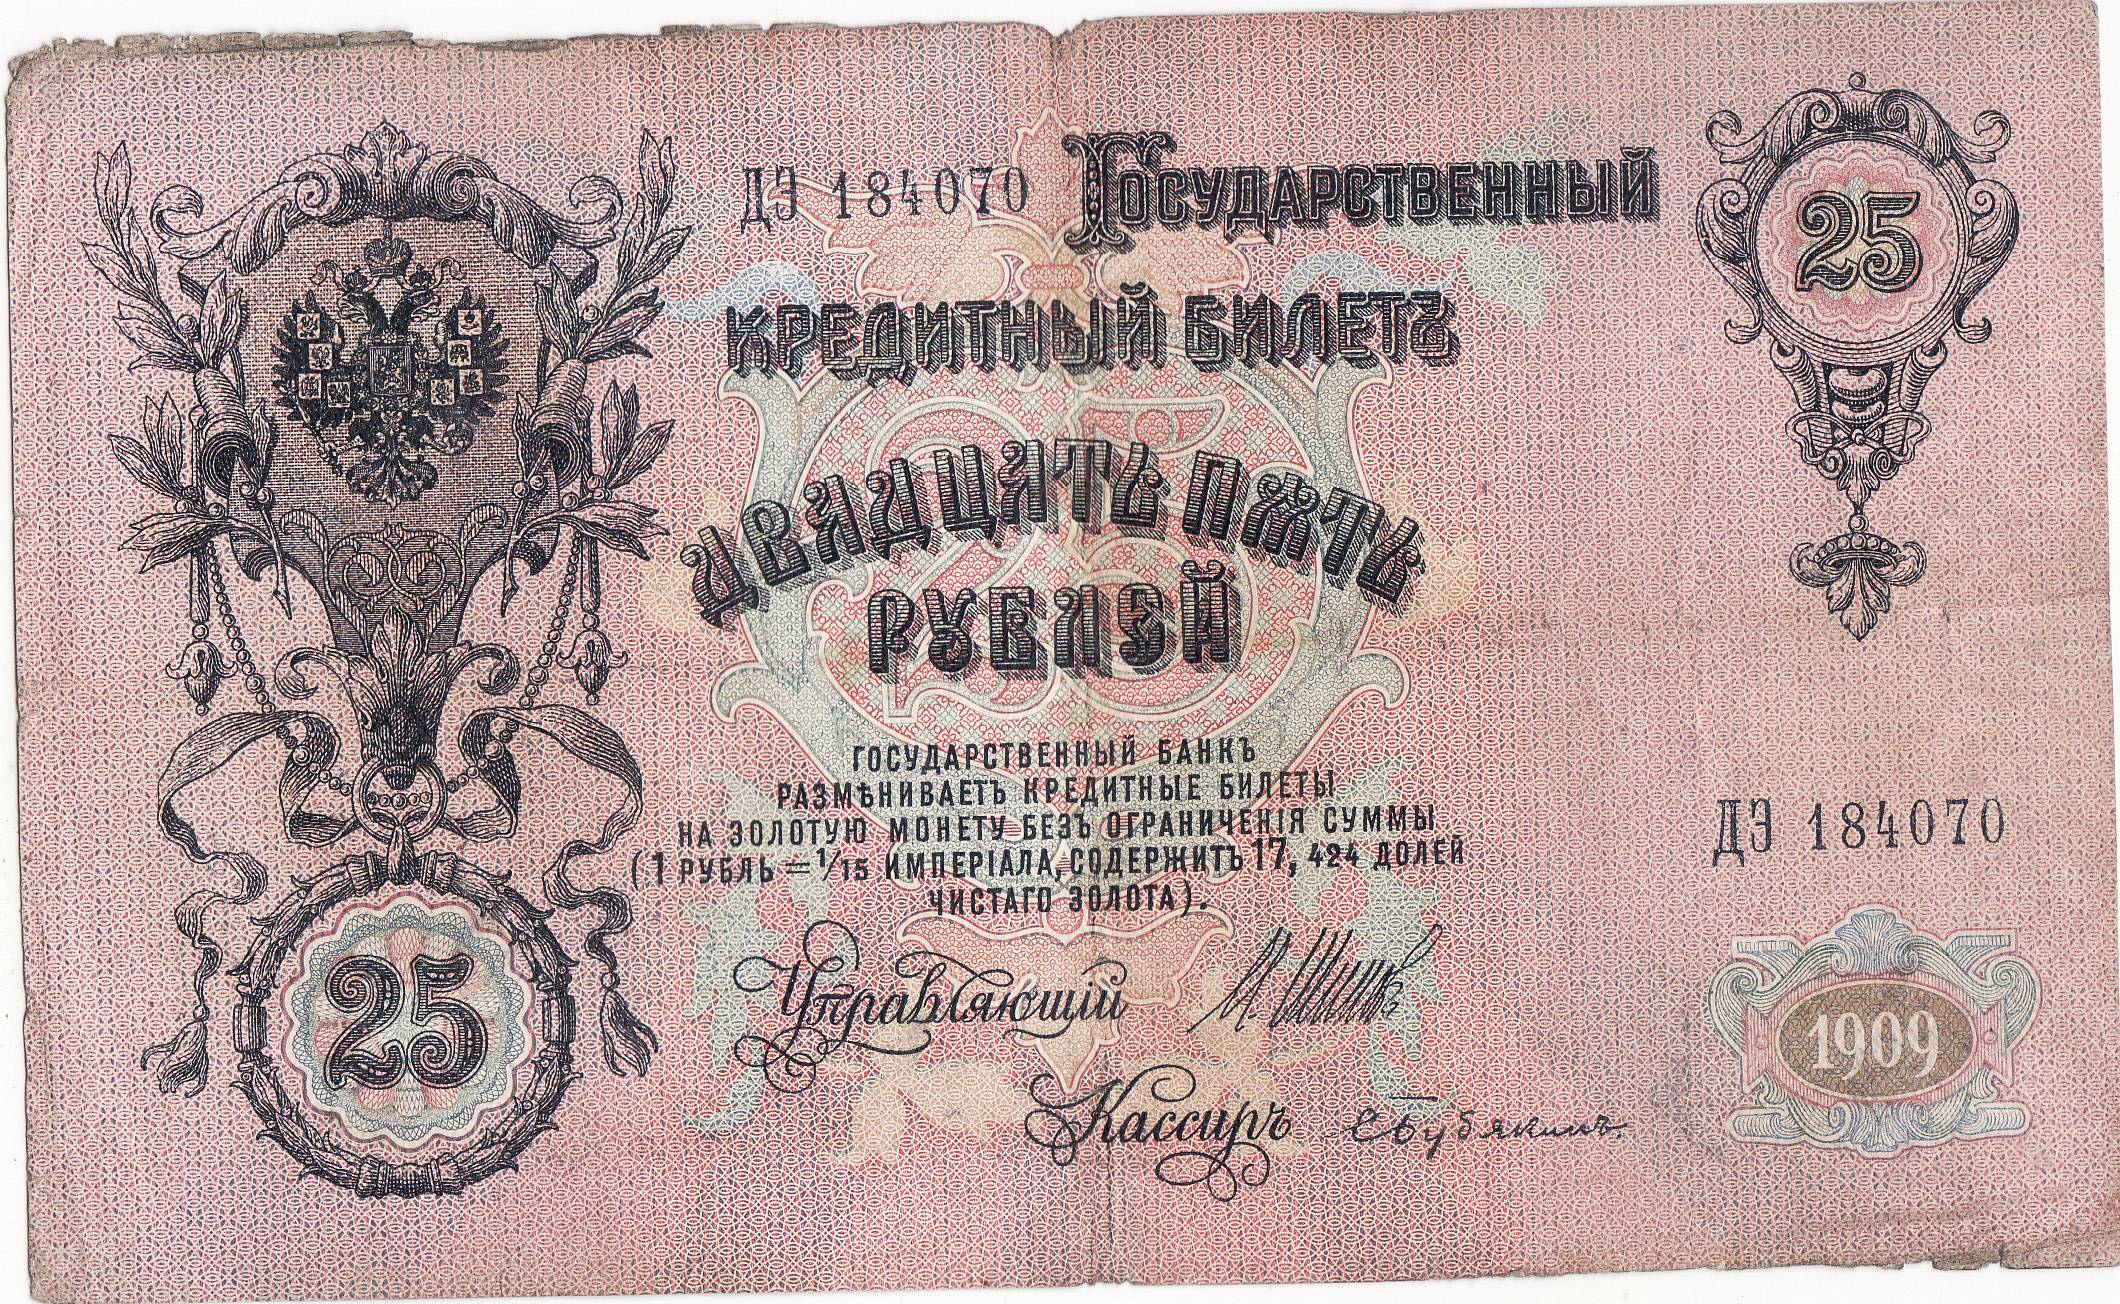 ДЭ 184070 Государственный 25
КРЕДИТНЫЙ БИЛЕТЪ
ДВАДЦАТЬ ПЯТЬ
РУБЛЕЙ
ГОСУДАРСТВЕННЫЙ БАНКЪ
РАЗМѢНИВАЕТЪ КРЕДИТНЫЕ БИЛЕТЫ
НА ЗОЛОТУЮ МОНЕТУ БЕЗЪ ОГРАНИЧЕНІЯ СУММЫ
(1 РУБЛЬ = 1/15 ИМПЕРІАЛА, СОДЕРЖИТЪ 17, 424 ДОЛЕЙ
ЧИСТАГО ЗОЛОТА).
ДЭ 184070
25
Управляющій
1909
Кассиръ